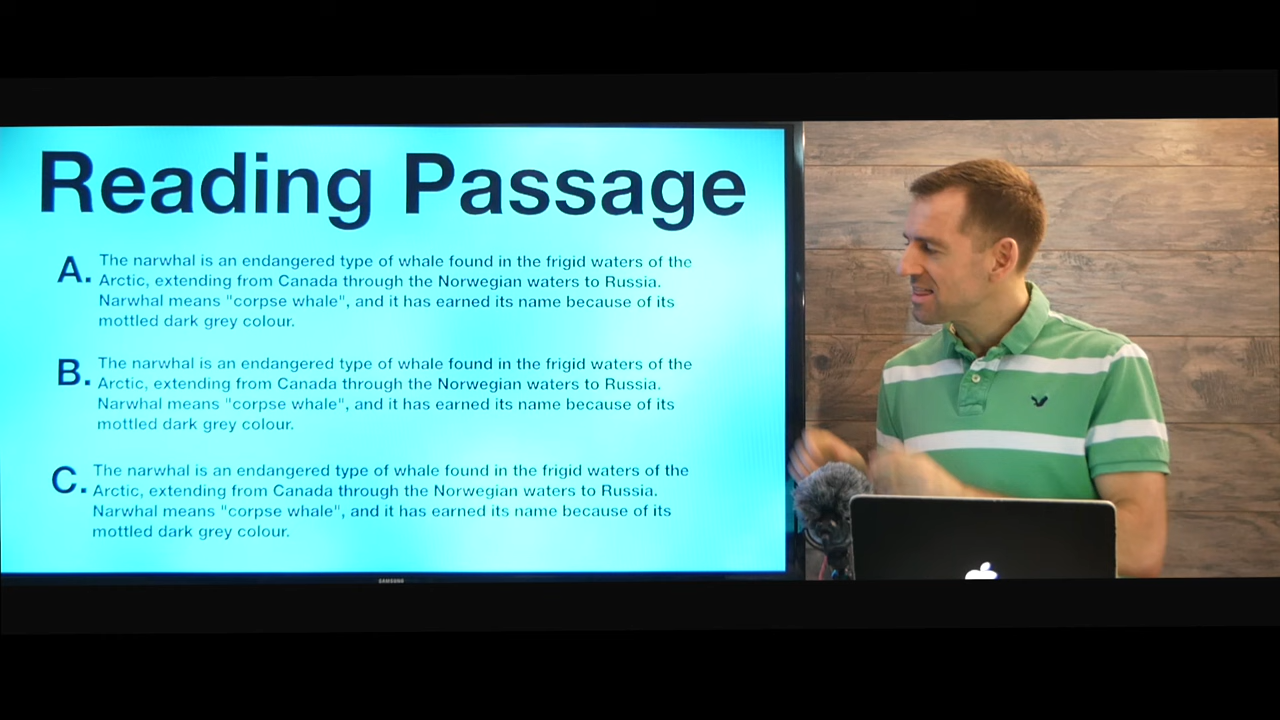 Reading Passage
A. The narwhal is an endangered type of whale found in the frigid waters of the
Arctic, extending from Canada through the Norwegian waters to Russia.
Narwhal means "corpse whale", and it has earned its name because of its
mottled dark grey colour.
B. The narwhal is an endangered type of whale found in the frigid waters of the
Arctic, extending from Canada through the Norwegian waters to Russia.
Narwhal means "corpse whale", and it has earned its name because of its
mottled dark grey colour.
C. The narwhal is an endangered type of whale found in the frigid waters of the
Arctic, extending from Canada through the Norwegian waters to Russia.
Narwhal means "corpse whale", and it has earned its name because of its
mottled dark grey colour.
SAMSUNG